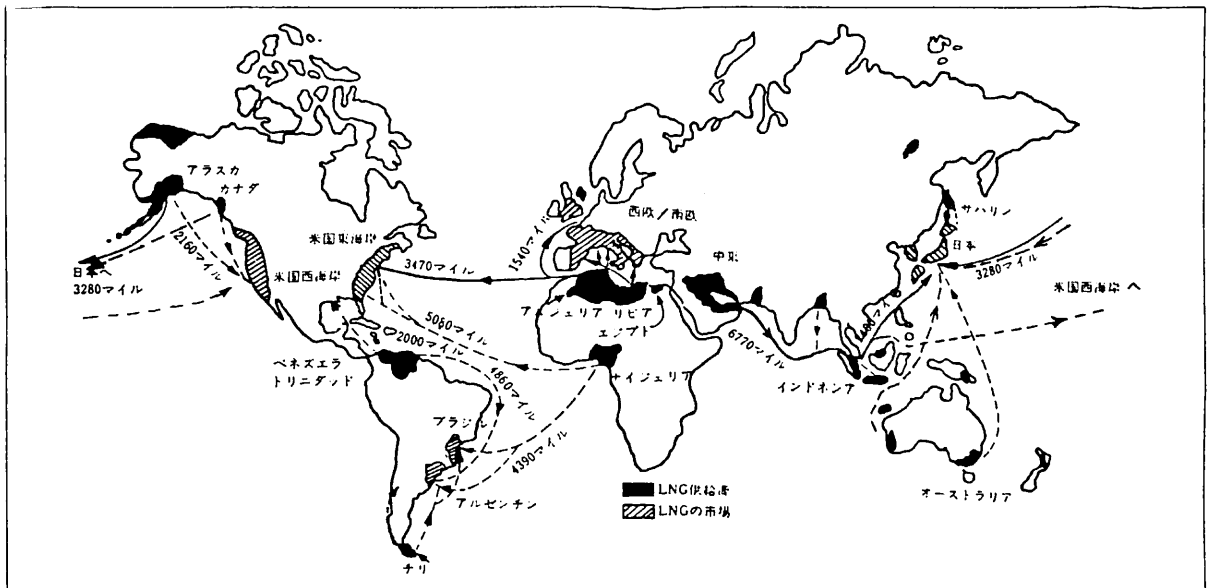 アラスカ
カナダ
日本へ
3280マイル
2160マイル
米国西海岸
米国東海岸
3470マイル
1540マイル
西欧/南欧
中東
サハリン
日本
3280マイル
米国西海岸へ
アルジェリア リビア
エジプト
ナイジェリア
6770マイル
インドネシア
オーストラリア
5060マイル
2000マイル
4860マイル
4390マイル
ベネズエラ
トリニダッド
ブラジル
アルゼンチン
チリ
LNG供給源
LNGの市場